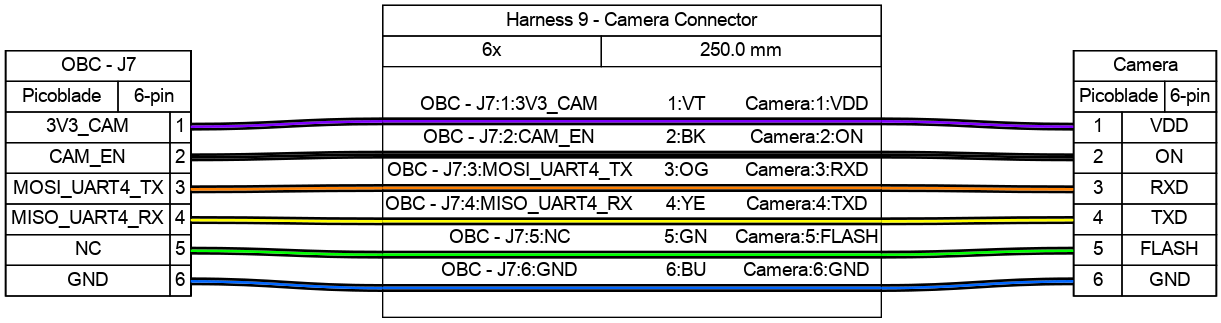 Harness 9 - Camera Connector
6x 250.0 mm
OBC - J7
Picoblade 6-pin
3V3_CAM 1
CAM_EN 2
MOSI_UART4_TX 3
MISO_UART4_RX 4
NC 5
GND 6
OBC - J7:1:3V3_CAM 1:VT Camera:1:VDD
OBC - J7:2:CAM_EN 2:BK Camera:2:ON
OBC - J7:3:MOSI_UART4_TX 3:OG Camera:3:RXD
OBC - J7:4:MISO_UART4_RX 4:YE Camera:4:TXD
OBC - J7:5:NC 5:GN Camera:5:FLASH
OBC - J7:6:GND 6:BU Camera:6:GND
Camera
Picoblade 6-pin
1 VDD
2 ON
3 RXD
4 TXD
5 FLASH
6 GND